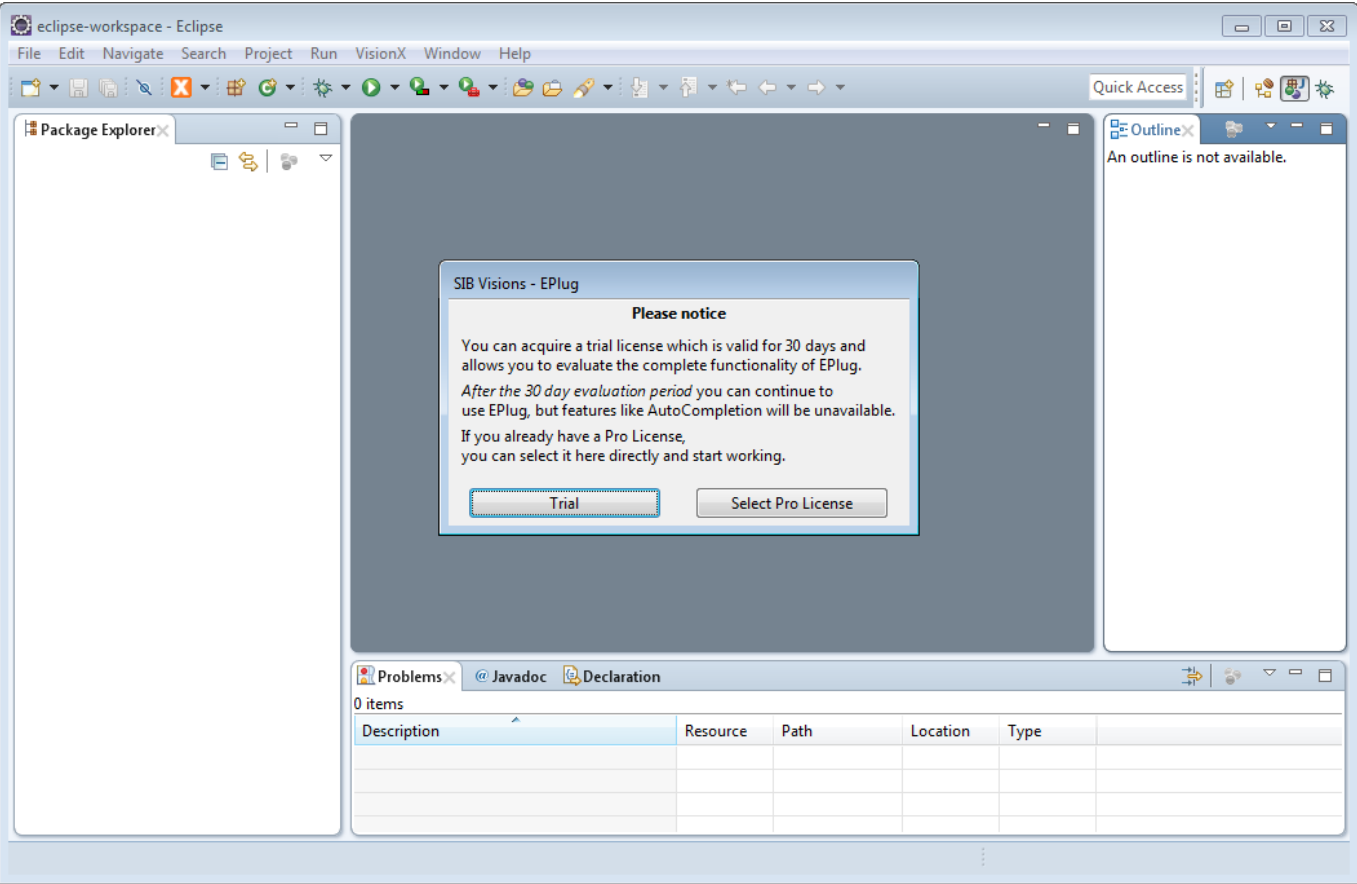 eclipse-workspace - Eclipse
File Edit Navigate Search Project Run VisionX Window Help
Quick Access
Package Explorer
Outline
An outline is not available.
SIB Visions - EPlug
Please notice
You can acquire a trial license which is valid for 30 days and
allows you to evaluate the complete functionality of EPlug.
After the 30 day evaluation period you can continue to
use EPlug, but features like AutoCompletion will be unavailable.
If you already have a Pro License,
you can select it here directly and start working.
Trial Select Pro License
Problems @ Javadoc Declaration
0 items
Description Resource Path Location Type